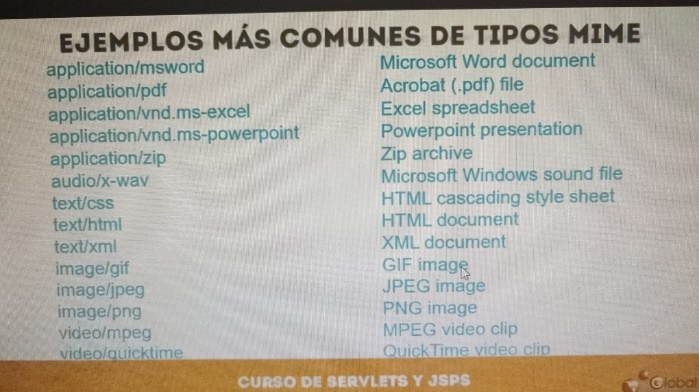 EJEMPLOS MÁS COMUNES DE TIPOS MIME
application/msword Microsoft Word document
application/pdf Acrobat (.pdf) file
application/vnd.ms-excel Excel spreadsheet
application/vnd.ms-powerpoint Powerpoint presentation
application/zip Zip archive
audio/x-wav Microsoft Windows sound file
text/css HTML cascading style sheet
text/html HTML document
text/xml XML document
image/gif GIF image
image/jpeg JPEG image
image/png PNG image
video/mpeg MPEG video clip
video/quicktime QuickTime video clip
CURSO DE SERVLETS Y JSPS